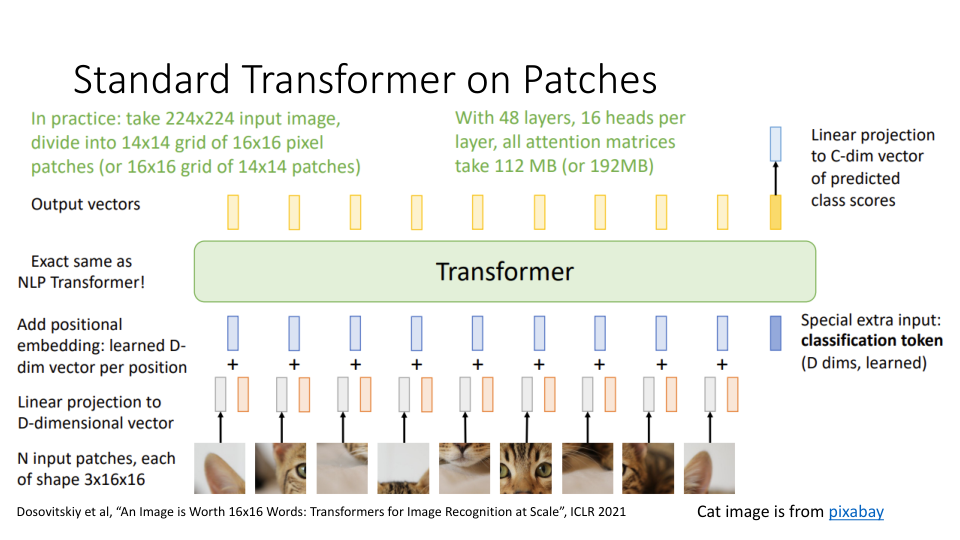 Standard Transformer on Patches
In practice: take 224x224 input image,
divide into 14x14 grid of 16x16 pixel
patches (or 16x16 grid of 14x14 patches)
With 48 layers, 16 heads per
layer, all attention matrices
take 112 MB (or 192MB)
Linear projection
to C-dim vector
of predicted
class scores
Output vectors
Exact same as
NLP Transformer!
Transformer
Add positional
embedding: learned D-
dim vector per position
Special extra input:
classification token
(D dims, learned)
+ + + + + + + + +
Linear projection to
D-dimensional vector
N input patches, each
of shape 3x16x16
Dosovitskiy et al, “An Image is Worth 16x16 Words: Transformers for Image Recognition at Scale”, ICLR 2021
Cat image is from pixabay